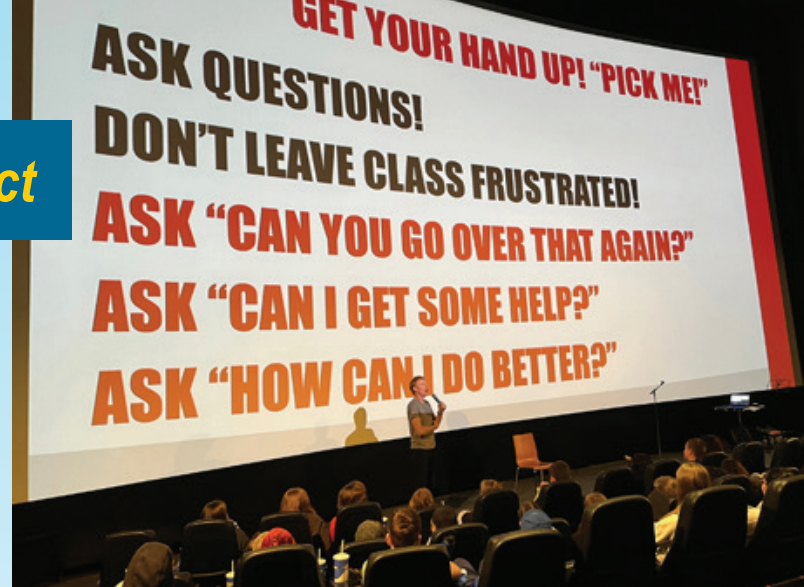 GET YOUR HAND UP! “PICK ME!”
ASK QUESTIONS!
DON’T LEAVE CLASS FRUSTRATED!
ct
ASK “CAN YOU GO OVER THAT AGAIN?”
ASK “CAN I GET SOME HELP?”
ASK “HOW CAN I DO BETTER?”